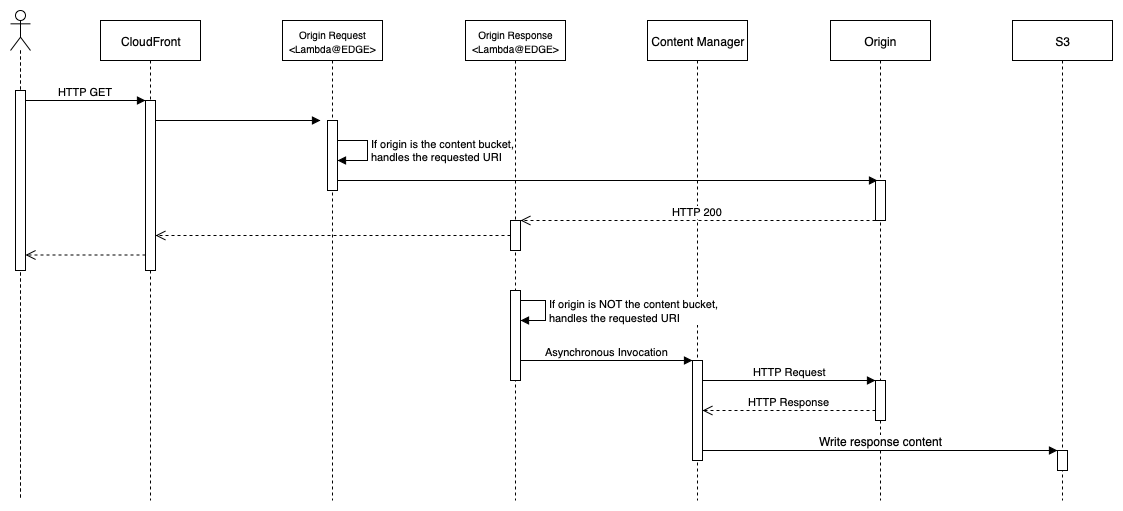 CloudFront
Origin Request
<Lambda@EDGE>
Origin Response
<Lambda@EDGE>
Content Manager
Origin
S3
HTTP GET
If origin is the content bucket,
handles the requested URI
HTTP 200
If origin is NOT the content bucket,
handles the requested URI
Asynchronous Invocation
HTTP Request
HTTP Response
Write response content